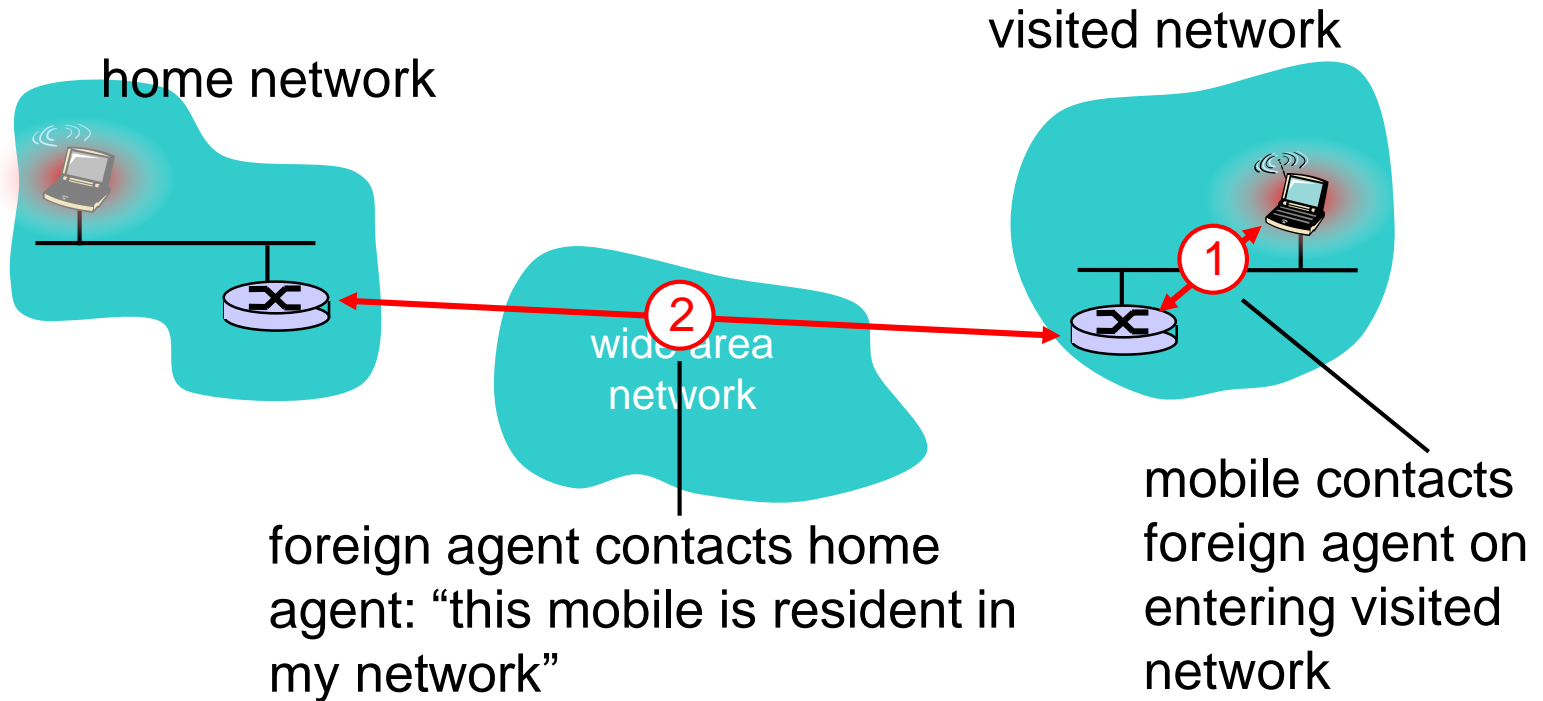 visited network
home network
1
2
wide area
network
foreign agent contacts home
agent: “this mobile is resident in
my network”
mobile contacts
foreign agent on
entering visited
network